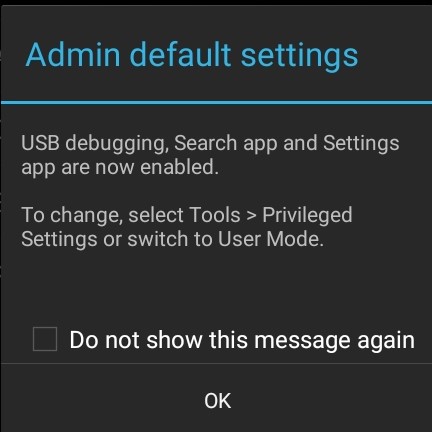 Admin default settings
USB debugging, Search app and Settings
app are now enabled.
To change, select Tools > Privileged
Settings or switch to User Mode.
Do not show this message again
OK